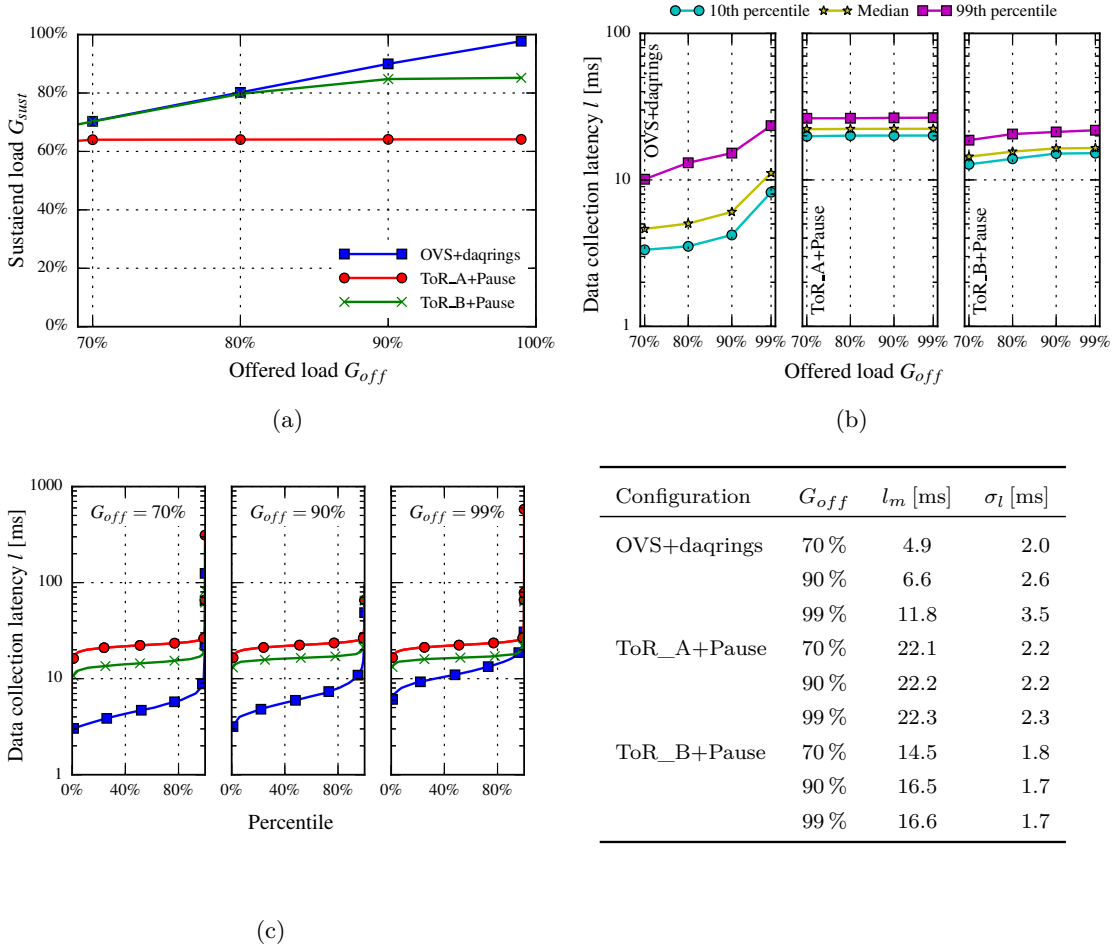 100%
80%
60%
40%
20%
0%
Sustaiend load G_sust
OVS+daqrings
ToR_A+Pause
ToR_B+Pause
70% 80% 90% 100%
Offered load G_off
(a)
10th percentile Median 99th percentile
100
10
1
Data collection latency l [ms]
OVS+daqrings
ToR_A+Pause
ToR_B+Pause
70% 80% 90% 99% 70% 80% 90% 99% 70% 80% 90% 99%
Offered load G_off
(b)
1000
100
10
1
Data collection latency l [ms]
G_off = 70% G_off = 90% G_off = 99%
0% 40% 80% 0% 40% 80% 0% 40% 80%
Percentile
(c)
Configuration G_off l_m [ms] σ_l [ms]
OVS+daqrings 70 % 4.9 2.0
90 % 6.6 2.6
99 % 11.8 3.5
ToR_A+Pause 70 % 22.1 2.2
90 % 22.2 2.2
99 % 22.3 2.3
ToR_B+Pause 70 % 14.5 1.8
90 % 16.5 1.7
99 % 16.6 1.7